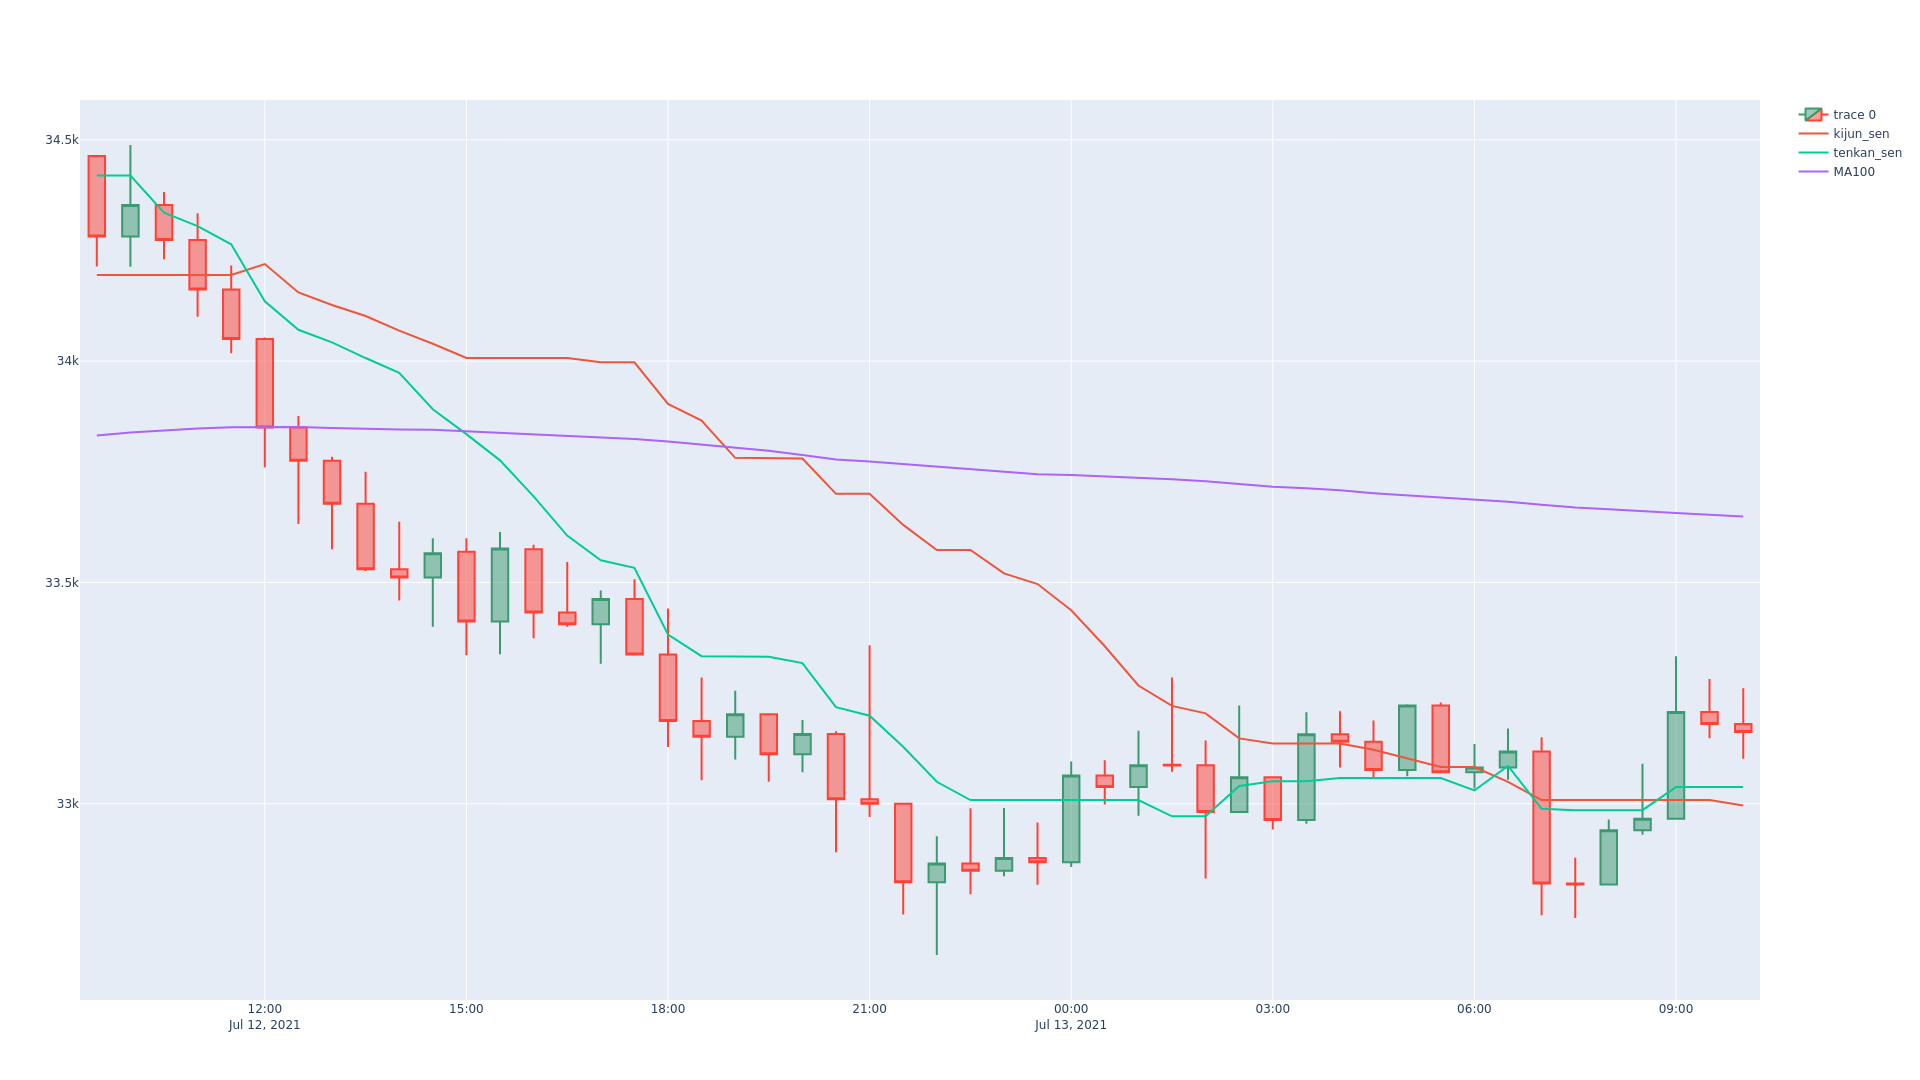 trace 0
kijun_sen
tenkan_sen
MA100
34.5k
34k
33.5k
33k
12:00
Jul 12, 2021
15:00
18:00
21:00
00:00
Jul 13, 2021
03:00
06:00
09:00